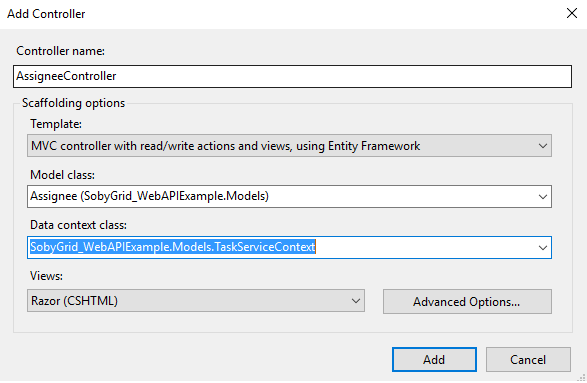 Add Controller
Controller name:
AssigneeController
Scaffolding options
Template:
MVC controller with read/write actions and views, using Entity Framework
Model class:
Assignee (SobyGrid_WebAPIExample.Models)
Data context class:
SobyGrid_WebAPIExample.Models.TaskServiceContext
Views:
Razor (CSHTML)
Advanced Options...
Add
Cancel